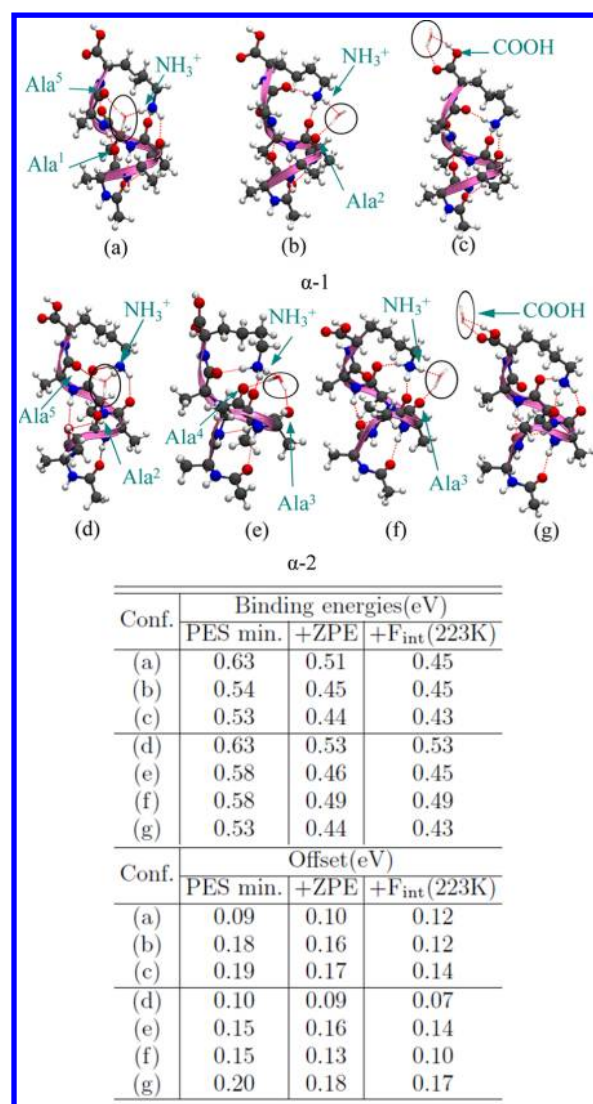 Ala⁵
NH₃⁺
Ala¹
(a)
NH₃⁺
Ala²
(b)
COOH
(c)
α-1
NH₃⁺
Ala⁵
Ala²
(d)
NH₃⁺
Ala⁴
Ala³
(e)
NH₃⁺
Ala³
(f)
COOH
(g)
α-2
Conf. Binding energies(eV)
PES min. +ZPE +F_int(223K)
(a) 0.63 0.51 0.45
(b) 0.54 0.45 0.45
(c) 0.53 0.44 0.43
(d) 0.63 0.53 0.53
(e) 0.58 0.46 0.45
(f) 0.58 0.49 0.49
(g) 0.53 0.44 0.43
Conf. Offset(eV)
PES min. +ZPE +F_int(223K)
(a) 0.09 0.10 0.12
(b) 0.18 0.16 0.12
(c) 0.19 0.17 0.14
(d) 0.10 0.09 0.07
(e) 0.15 0.16 0.14
(f) 0.15 0.13 0.10
(g) 0.20 0.18 0.17